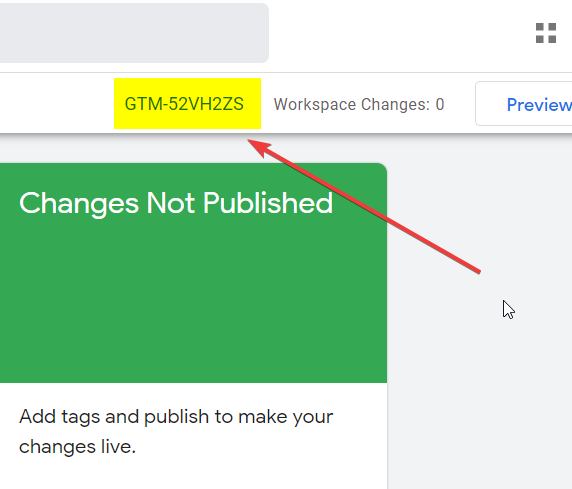 GTM-52VH2ZS Workspace Changes: 0 Preview
Changes Not Published
Add tags and publish to make your
changes live.